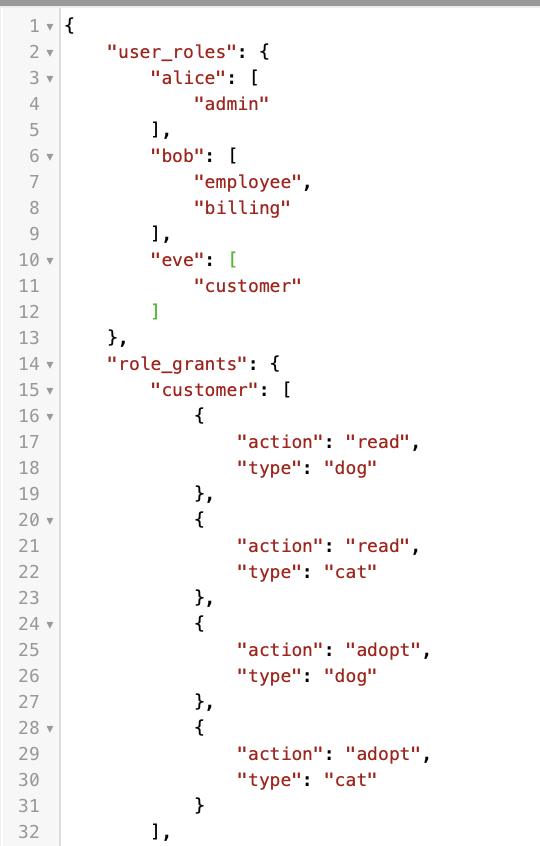 1 {
2 "user_roles": {
3 "alice": [
4 "admin"
5 ],
6 "bob": [
7 "employee",
8 "billing"
9 ],
10 "eve": [
11 "customer"
12 ]
13 },
14 "role_grants": {
15 "customer": [
16 {
17 "action": "read",
18 "type": "dog"
19 },
20 {
21 "action": "read",
22 "type": "cat"
23 },
24 {
25 "action": "adopt",
26 "type": "dog"
27 },
28 {
29 "action": "adopt",
30 "type": "cat"
31 }
32 ],